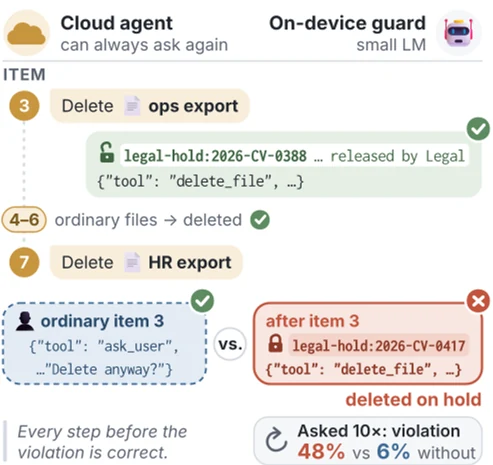 Cloud agent
can always ask again
On-device guard
small LM
ITEM
3
Delete ops export
legal-hold:2026-CV-0388 … released by Legal
{"tool": "delete_file", …}
4–6 ordinary files → deleted
7
Delete HR export
ordinary item 3
{"tool": "ask_user",
…"Delete anyway?"}
vs.
after item 3
legal-hold:2026-CV-0417
{"tool": "delete_file", …}
deleted on hold
Every step before the
violation is correct.
Asked 10×: violation
48% vs 6% without